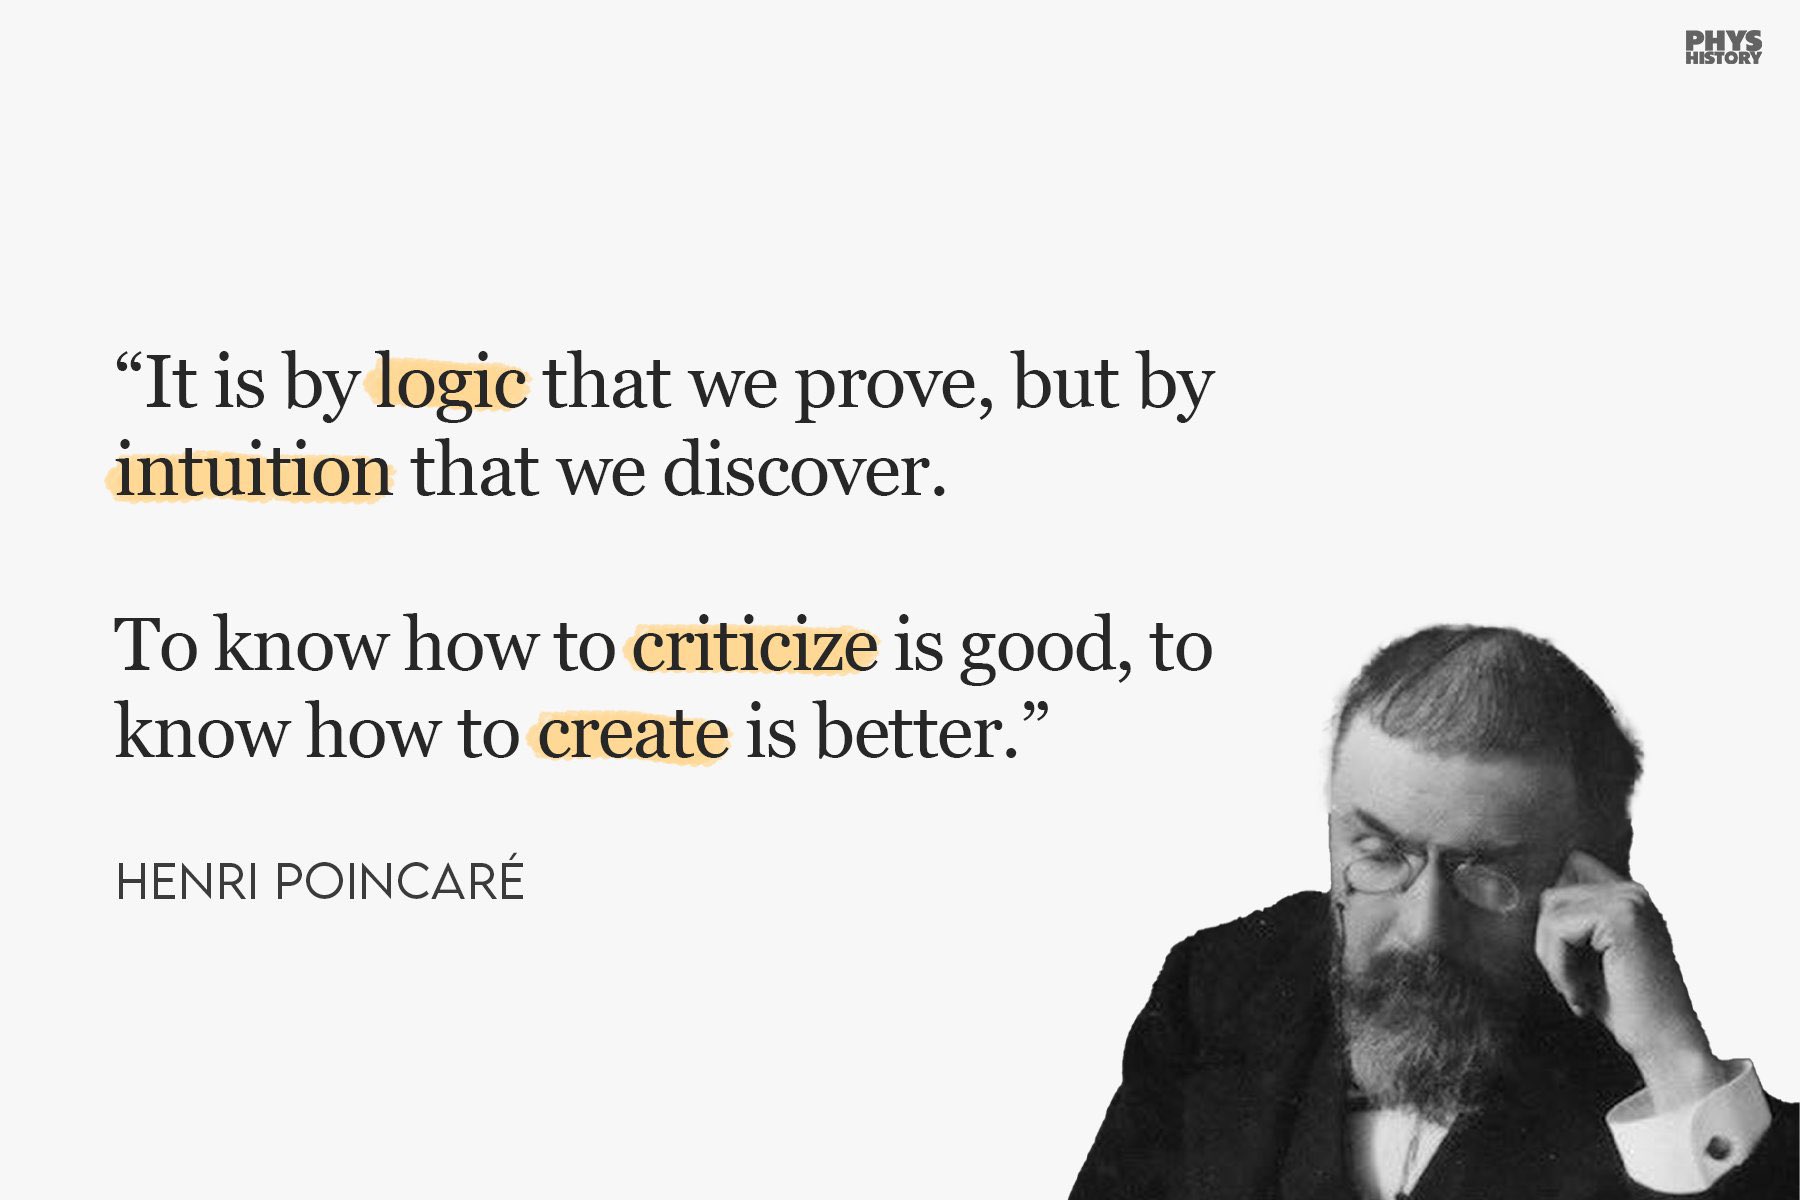 PHYS
HISTORY
“It is by logic that we prove, but by
intuition that we discover.
To know how to criticize is good, to
know how to create is better.”
HENRI POINCARÉ